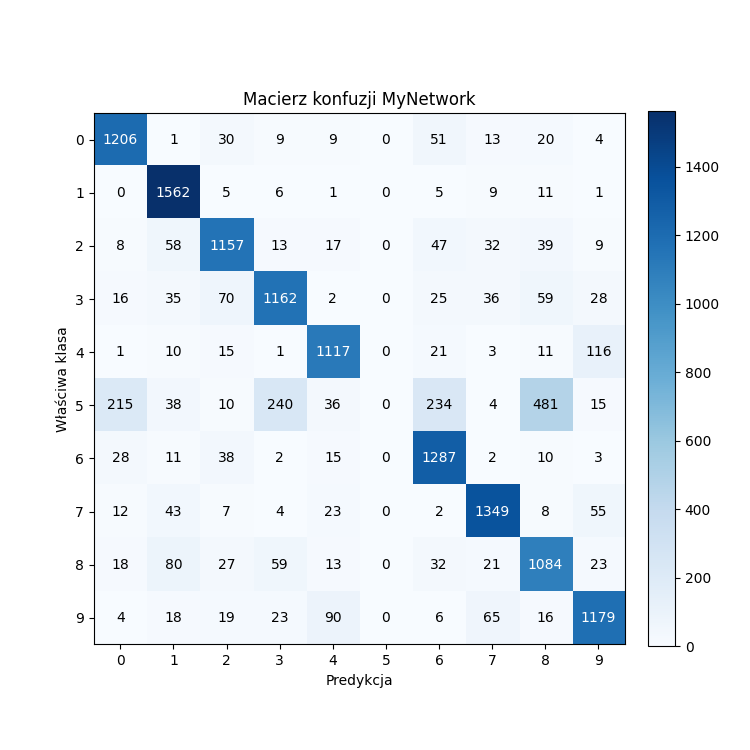 Macierz konfuzji MyNetwork
0 1206 1 30 9 9 0 51 13 20 4
1 0 1562 5 6 1 0 5 9 11 1
2 8 58 1157 13 17 0 47 32 39 9
3 16 35 70 1162 2 0 25 36 59 28
4 1 10 15 1 1117 0 21 3 11 116
5 215 38 10 240 36 0 234 4 481 15
6 28 11 38 2 15 0 1287 2 10 3
7 12 43 7 4 23 0 2 1349 8 55
8 18 80 27 59 13 0 32 21 1084 23
9 4 18 19 23 90 0 6 65 16 1179
0 1 2 3 4 5 6 7 8 9
Predykcja
Właściwa klasa
1400
1200
1000
800
600
400
200
0